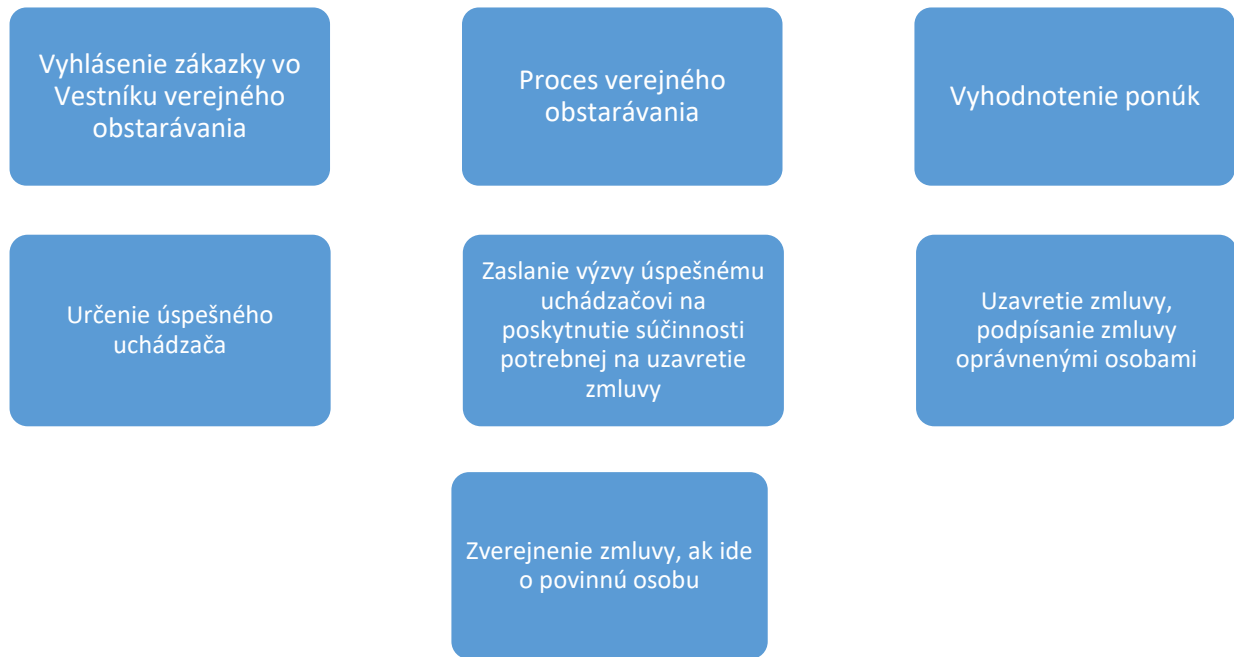 Vyhlásenie zákazky vo
Vestníku verejného
obstarávania
Proces verejného
obstarávania
Vyhodnotenie ponúk
Určenie úspešného
uchádzača
Zaslanie výzvy úspešnému
uchádzačovi na
poskytnutie súčinnosti
potrebnej na uzavretie
zmluvy
Uzavretie zmluvy,
podpísanie zmluvy
oprávnenými osobami
Zverejnenie zmluvy, ak ide
o povinnú osobu